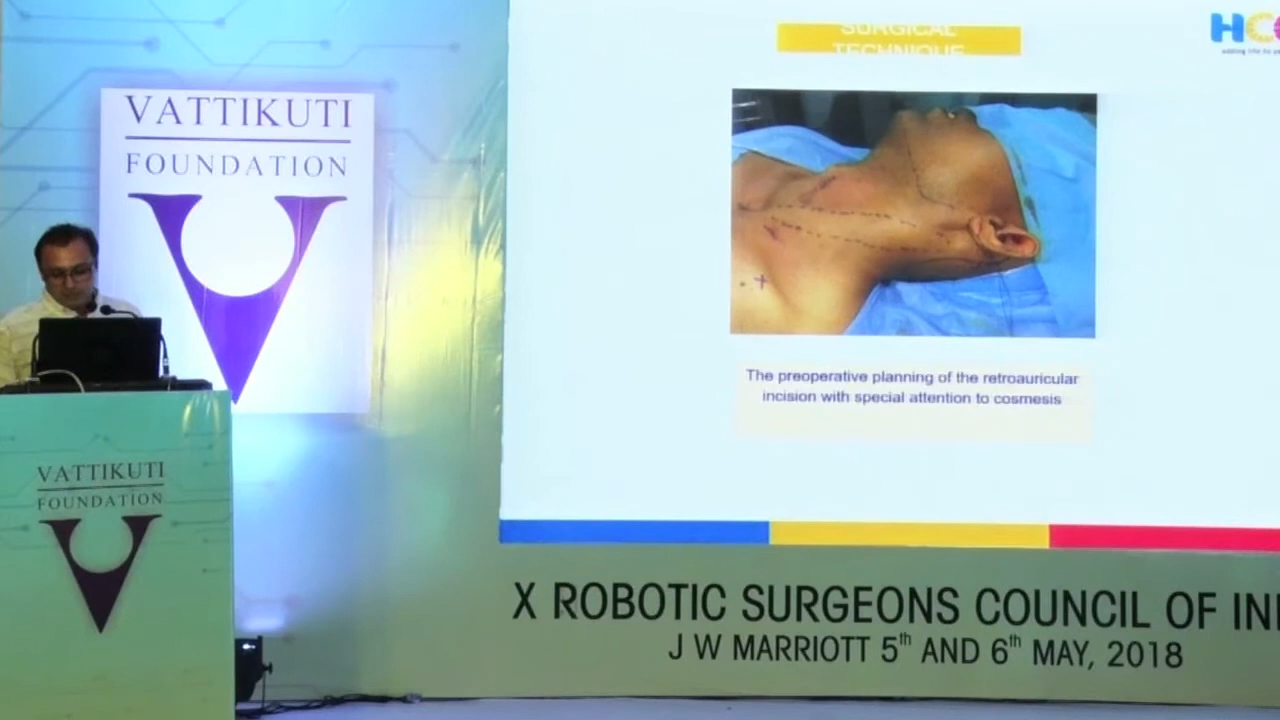 VATTIKUTI
FOUNDATION
VATTIKUTI
FOUNDATION
SURGICAL
TECHNIQUE
HC
The preoperative planning of the retroauricular
incision with special attention to cosmesis
X ROBOTIC SURGEONS COUNCIL OF IN
J W MARRIOTT 5th AND 6th MAY, 2018